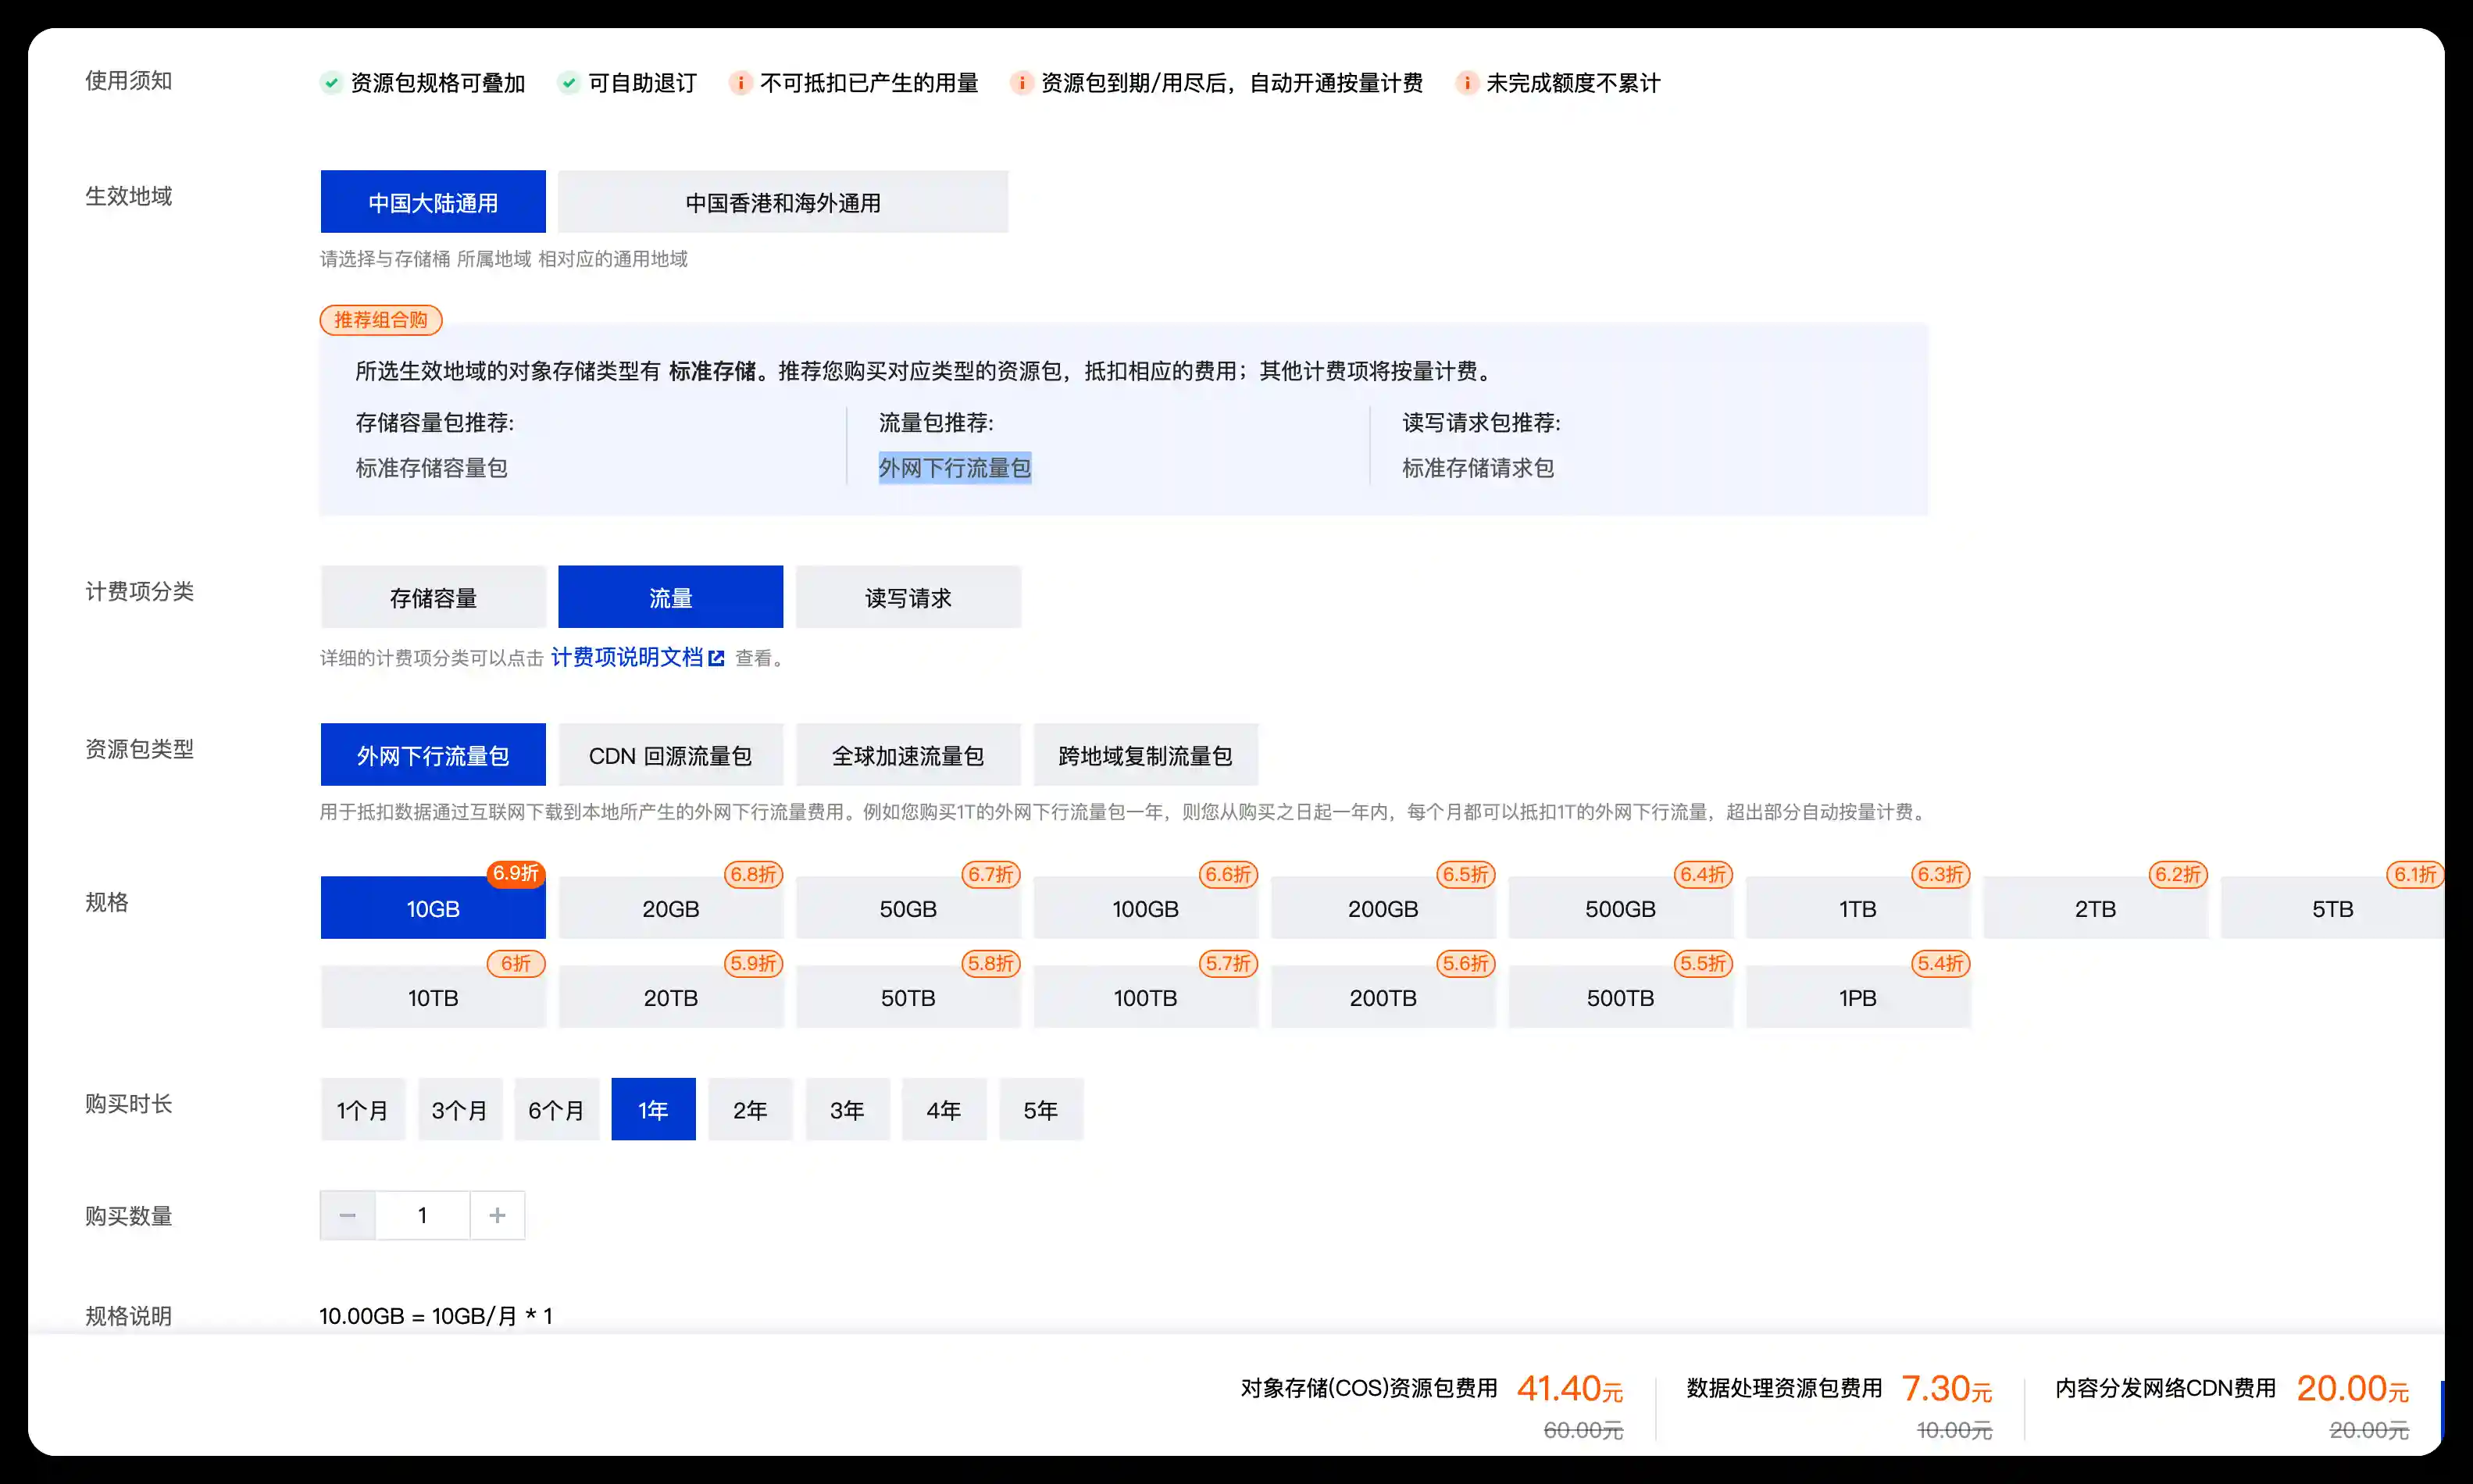 使用须知 资源包规格可叠加 可自助退订 不可抵扣已产生的用量 资源包到期/用尽后，自动开通按量计费 未完成额度不累计
生效地域 中国大陆通用 中国香港和海外通用
请选择与存储桶 所属地域 相对应的通用地域
推荐组合购
所选生效地域的对象存储类型有 标准存储。推荐您购买对应类型的资源包，抵扣相应的费用；其他计费项将按量计费。
存储容量包推荐: 流量包推荐: 读写请求包推荐:
标准存储容量包 外网下行流量包 标准存储请求包
计费项分类 存储容量 流量 读写请求
详细的计费项分类可以点击 计费项说明文档 查看。
资源包类型 外网下行流量包 CDN 回源流量包 全球加速流量包 跨地域复制流量包
用于抵扣数据通过互联网下载到本地所产生的外网下行流量费用。例如您购买1T的外网下行流量包一年，则您从购买之日起一年内，每个月都可以抵扣1T的外网下行流量，超出部分自动按量计费。
6.9折 6.8折 6.7折 6.6折 6.5折 6.4折 6.3折 6.2折 6.1折
规格 10GB 20GB 50GB 100GB 200GB 500GB 1TB 2TB 5TB
6折 5.9折 5.8折 5.7折 5.6折 5.5折 5.4折
10TB 20TB 50TB 100TB 200TB 500TB 1PB
购买时长 1个月 3个月 6个月 1年 2年 3年 4年 5年
购买数量 − 1 +
规格说明 10.00GB = 10GB/月 * 1
对象存储(COS)资源包费用 41.40元 数据处理资源包费用 7.30元 内容分发网络CDN费用 20.00元
60.00元 10.00元 20.00元